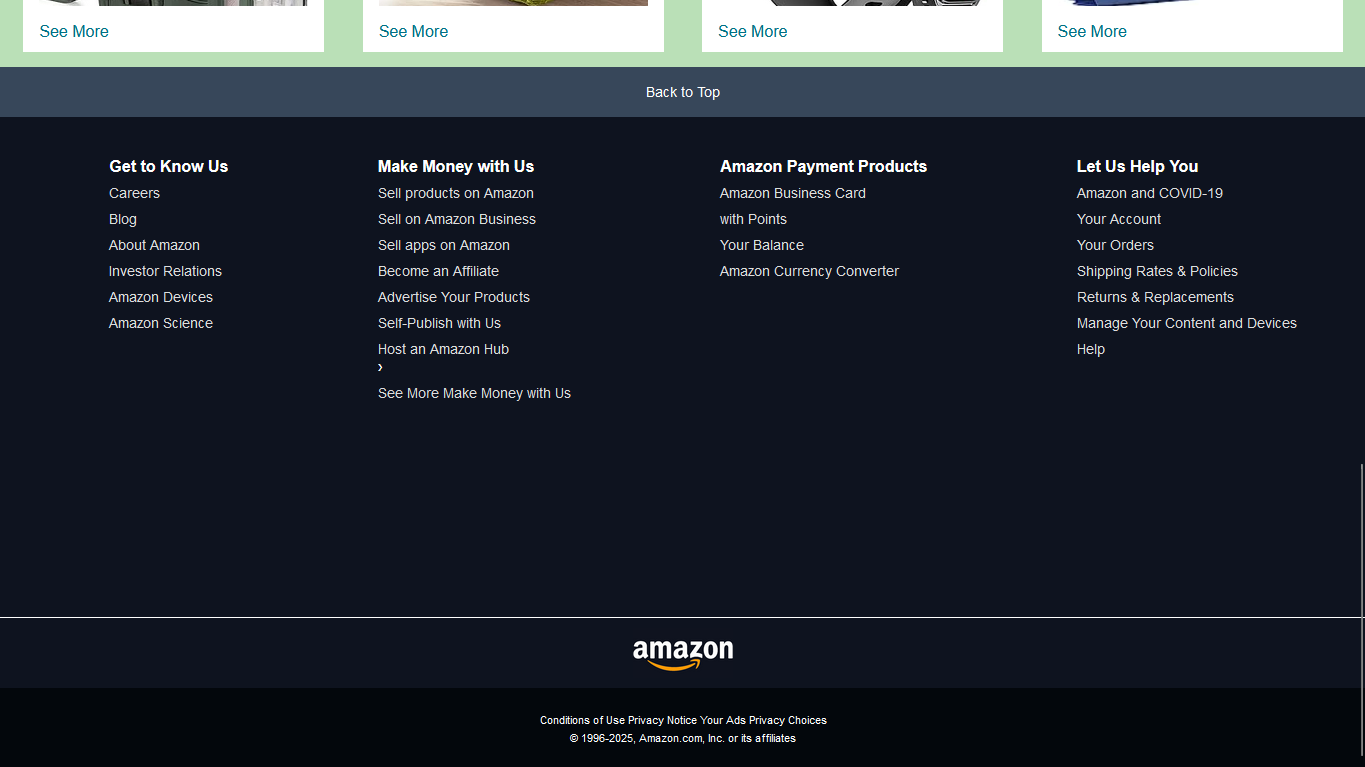 See More
See More
See More
See More
Back to Top
Get to Know Us
Careers
Blog
About Amazon
Investor Relations
Amazon Devices
Amazon Science
Make Money with Us
Sell products on Amazon
Sell on Amazon Business
Sell apps on Amazon
Become an Affiliate
Advertise Your Products
Self-Publish with Us
Host an Amazon Hub
›
See More Make Money with Us
Amazon Payment Products
Amazon Business Card
with Points
Your Balance
Amazon Currency Converter
Let Us Help You
Amazon and COVID-19
Your Account
Your Orders
Shipping Rates & Policies
Returns & Replacements
Manage Your Content and Devices
Help
amazon
Conditions of Use Privacy Notice Your Ads Privacy Choices
© 1996-2025, Amazon.com, Inc. or its affiliates